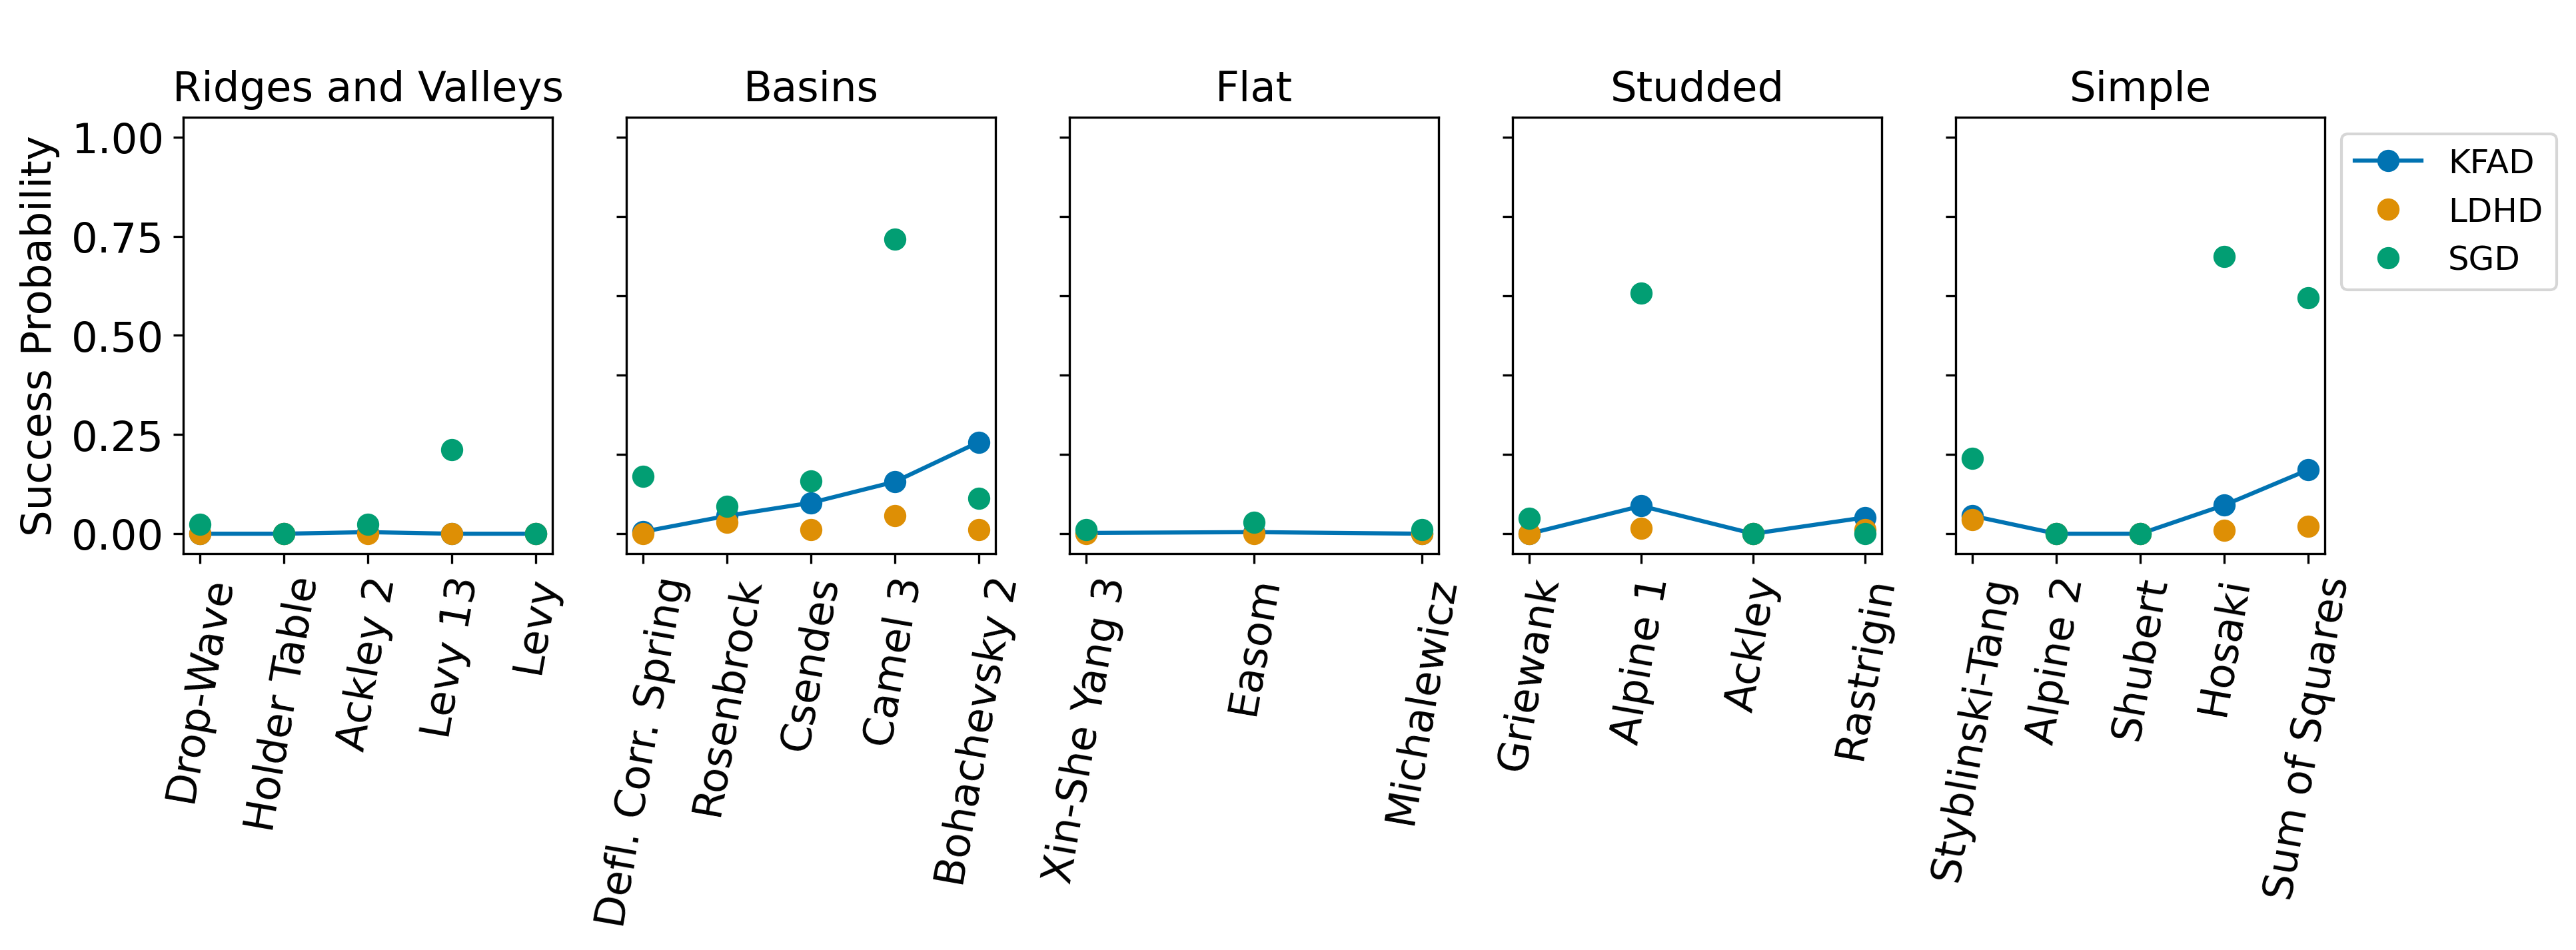 Ridges and Valleys
Basins
Flat
Studded
Simple
Success Probability
1.00
0.75
0.50
0.25
0.00
KFAD
LDHD
SGD
Drop-Wave
Holder Table
Ackley 2
Levy 13
Levy
Defl. Corr. Spring
Rosenbrock
Csendes
Camel 3
Bohachevsky 2
Xin-She Yang 3
Easom
Michalewicz
Griewank
Alpine 1
Ackley
Rastrigin
Styblinski-Tang
Alpine 2
Shubert
Hosaki
Sum of Squares